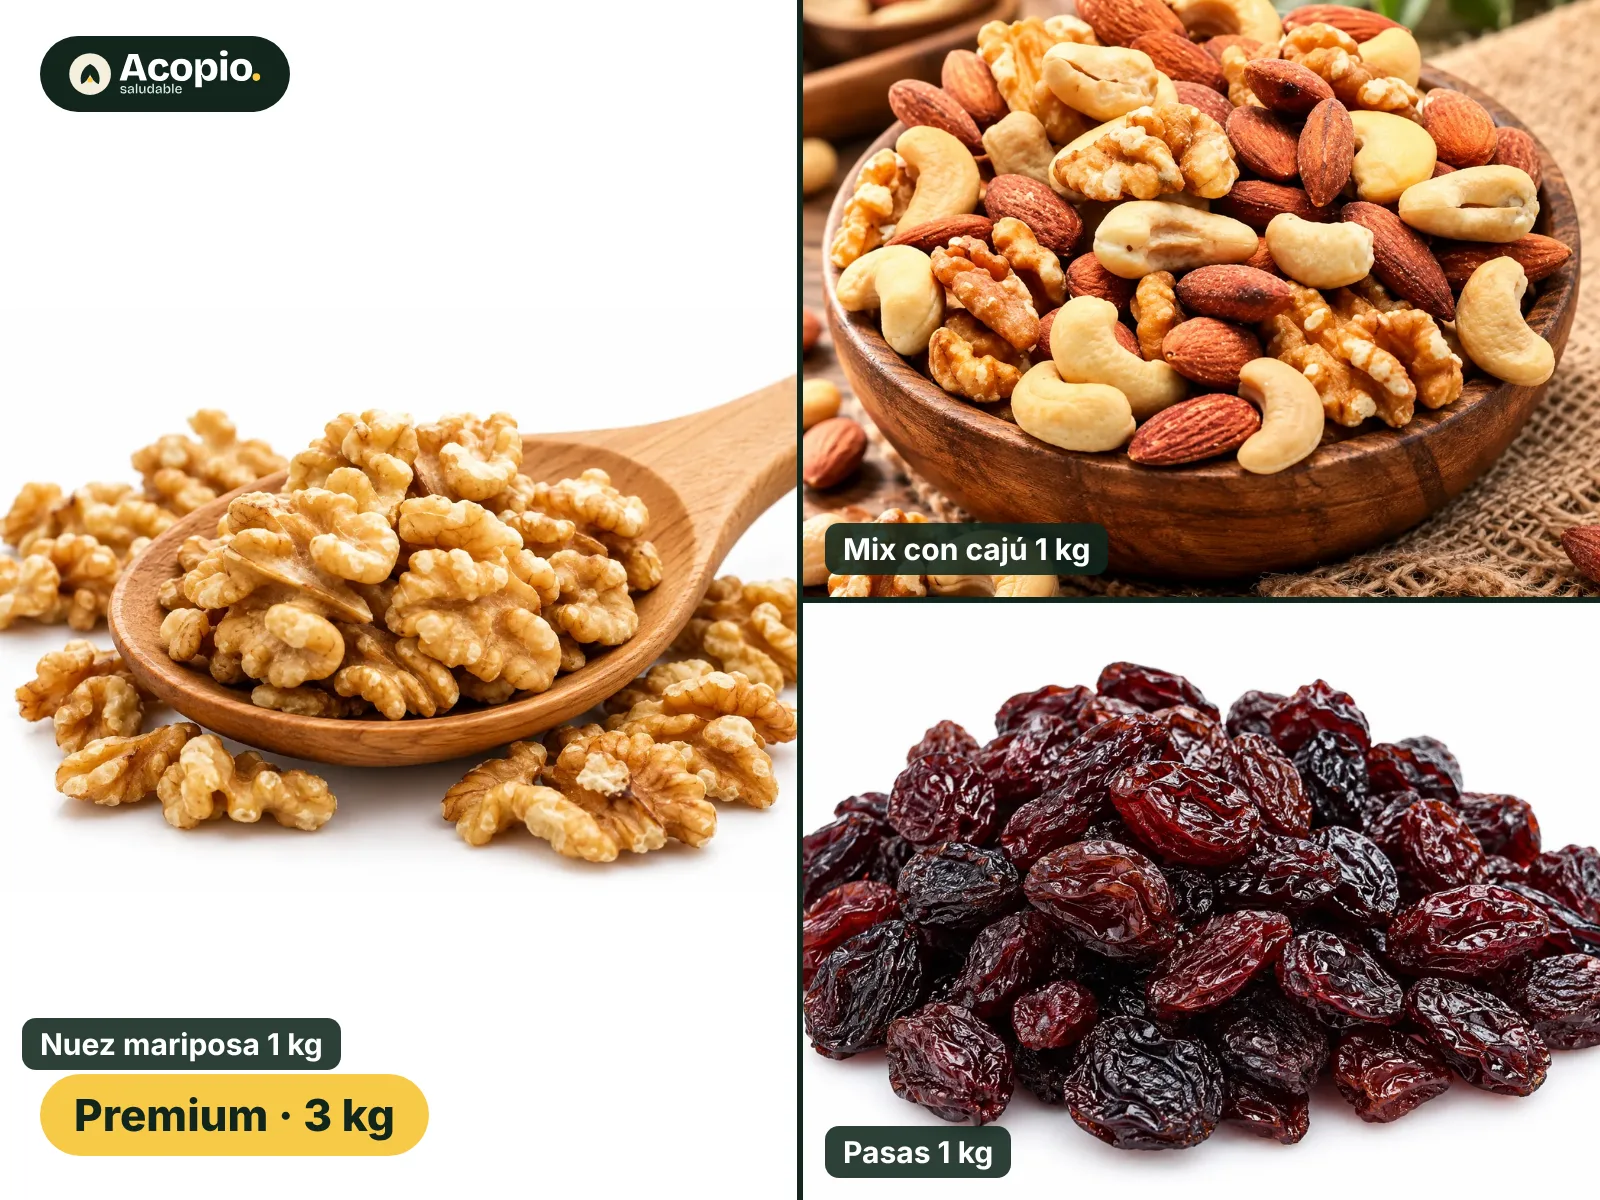 Acopio.
saludable
Mix con cajú 1 kg
Nuez mariposa 1 kg
Premium · 3 kg
Pasas 1 kg